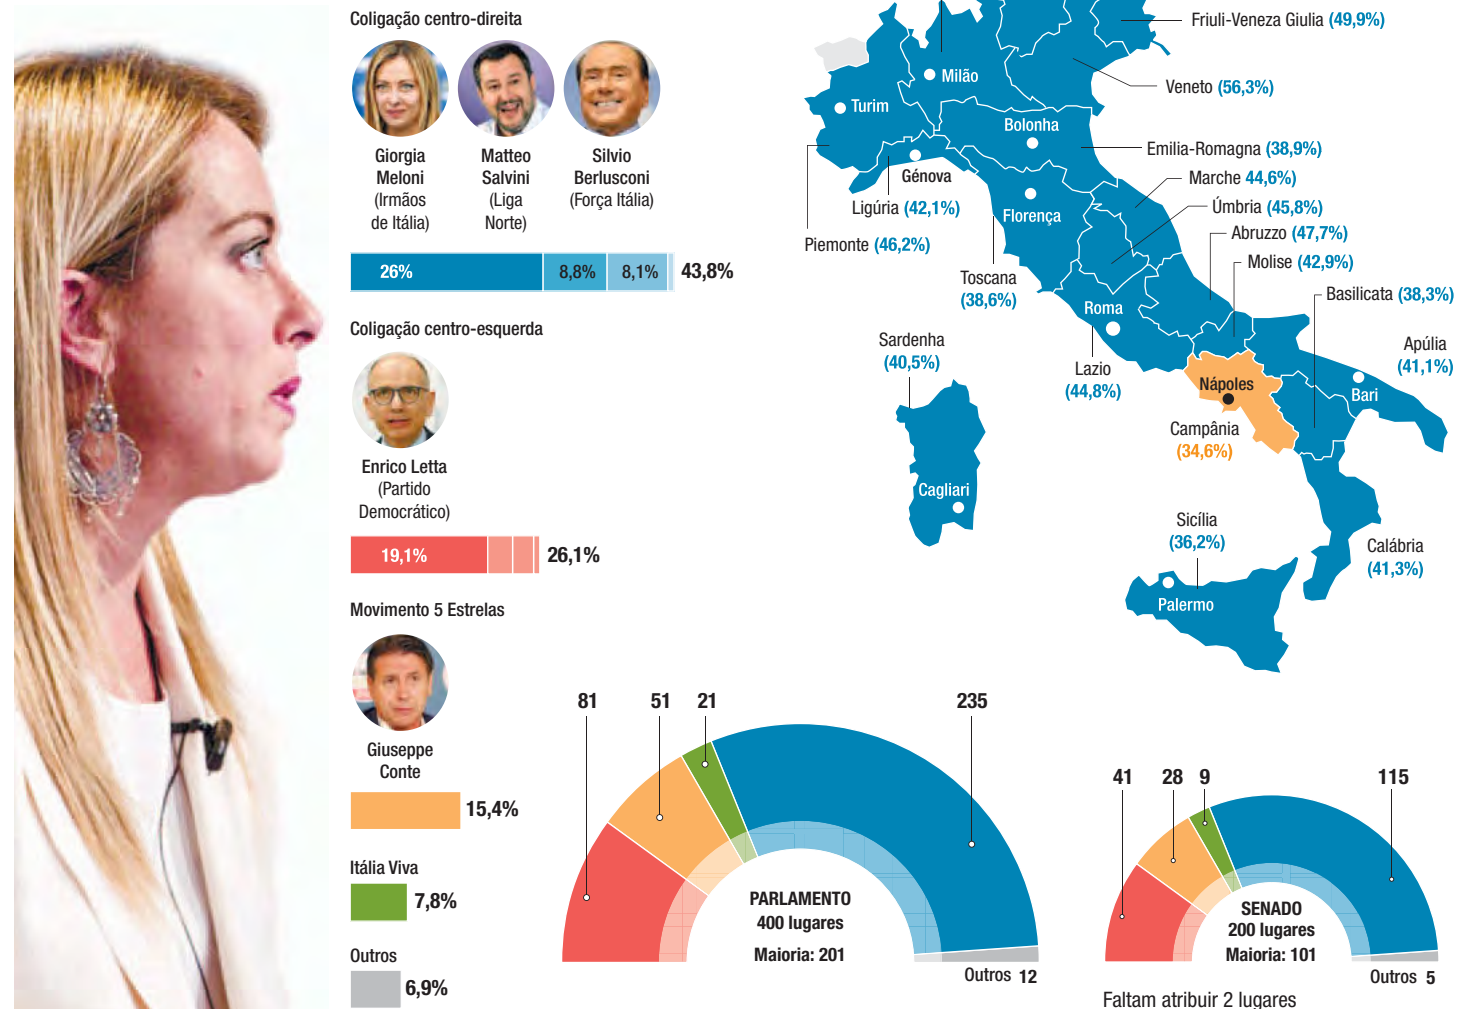 Coligação centro-direita
Giorgia
Meloni
(Irmãos
de Itália)
Matteo
Salvini
(Liga
Norte)
Silvio
Berlusconi
(Força Itália)
26%
8,8%
8,1%
43,8%
Coligação centro-esquerda
Enrico Letta
(Partido
Democrático)
19,1%
26,1%
Movimento 5 Estrelas
Giuseppe
Conte
15,4%
Itália Viva
7,8%
Outros
6,9%
Friuli-Veneza Giulia (49,9%)
Milão
Veneto (56,3%)
Turim
Bolonha
Emilia-Romagna (38,9%)
Génova
Marche 44,6%)
Ligúria (42,1%)
Florença
Úmbria (45,8%)
Piemonte (46,2%)
Abruzzo (47,7%)
Molise (42,9%)
Toscana
(38,6%)
Basilicata (38,3%)
Roma
Sardenha
(40,5%)
Apúlia
(41,1%)
Lazio
(44,8%)
Nápoles
Bari
Campânia
(34,6%)
Cagliari
Sicília
(36,2%)
Calábria
(41,3%)
Palermo
81
51
21
235
PARLAMENTO
400 lugares
Maioria: 201
Outros 12
41
28
9
115
SENADO
200 lugares
Maioria: 101
Outros 5
Faltam atribuir 2 lugares